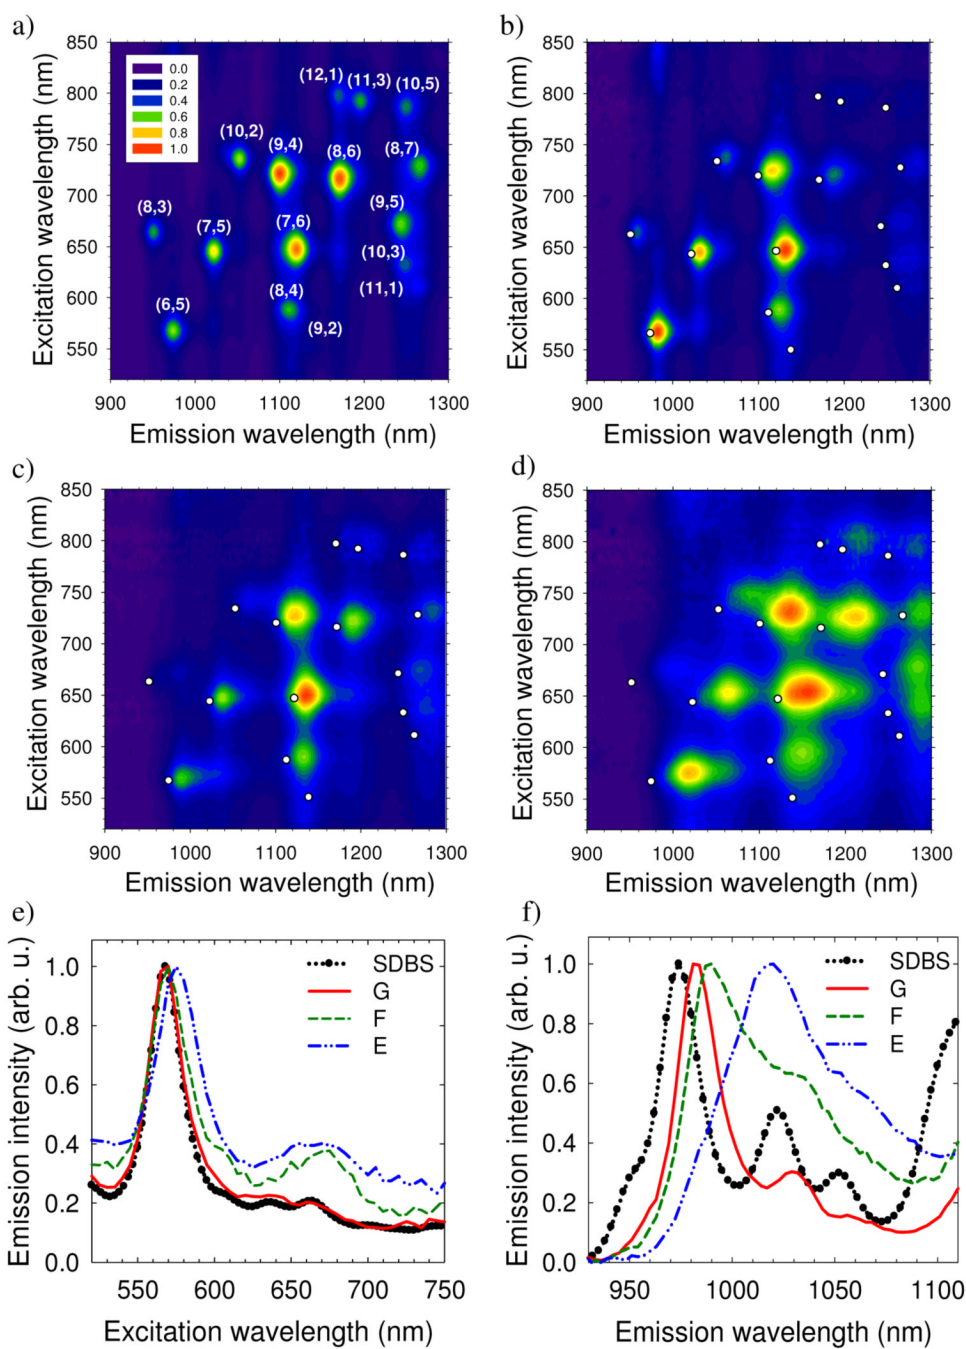 a)
Excitation wavelength (nm)
850
800
750
700
650
600
550
0.0
0.2
0.4
0.6
0.8
1.0
(12,1) (11,3) (10,5)
(10,2) (9,4) (8,6) (8,7)
(8,3) (7,5) (7,6) (9,5)
(10,3)
(6,5) (8,4) (11,1)
(9,2)
900 1000 1100 1200 1300
Emission wavelength (nm)
b)
Excitation wavelength (nm)
850
800
750
700
650
600
550
900 1000 1100 1200 1300
Emission wavelength (nm)
c)
Excitation wavelength (nm)
850
800
750
700
650
600
550
900 1000 1100 1200 1300
Emission wavelength (nm)
d)
Excitation wavelength (nm)
850
800
750
700
650
600
550
900 1000 1100 1200 1300
Emission wavelength (nm)
e)
Emission intensity (arb. u.)
1.0
0.8
0.6
0.4
0.2
0.0
SDBS
G
F
E
550 600 650 700 750
Excitation wavelength (nm)
f)
Emission intensity (arb. u.)
1.0
0.8
0.6
0.4
0.2
0.0
SDBS
G
F
E
950 1000 1050 1100
Emission wavelength (nm)